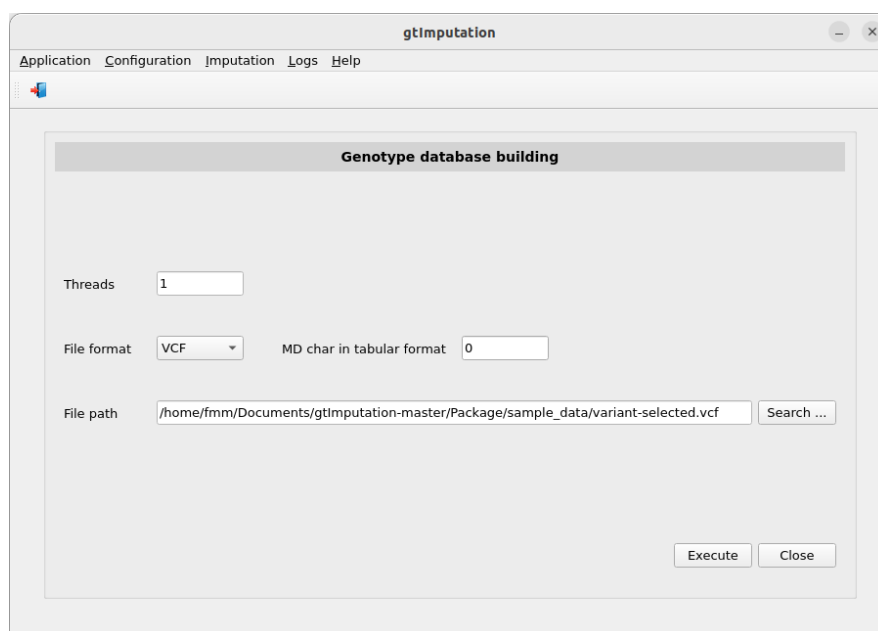 gtImputation
Application Configuration Imputation Logs Help
Genotype database building
Threads 1
File format VCF MD char in tabular format 0
File path /home/fmm/Documents/gtImputation-master/Package/sample_data/variant-selected.vcf Search ...
Execute Close